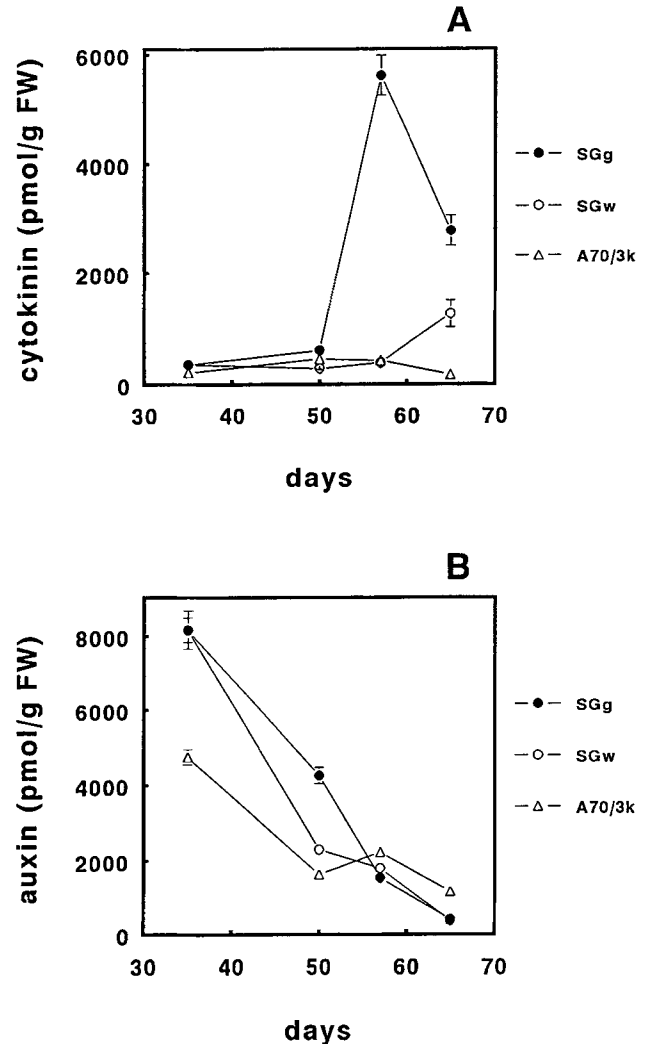 A
cytokinin (pmol/g FW)
6000
4000
2000
0
30 40 50 60 70
days
SGg
SGw
A70/3k
B
auxin (pmol/g FW)
8000
6000
4000
2000
0
30 40 50 60 70
days
SGg
SGw
A70/3k